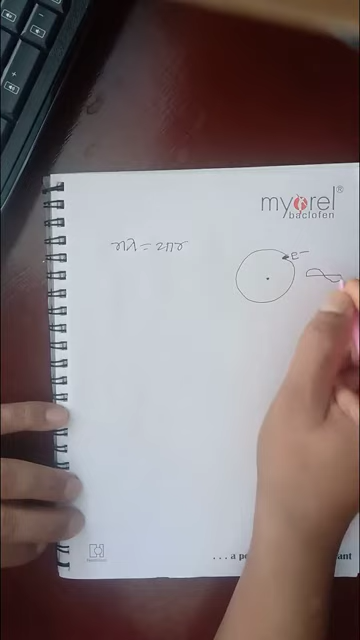 myorel®
baclofen
nλ = 2πr
e⁻
. . . a